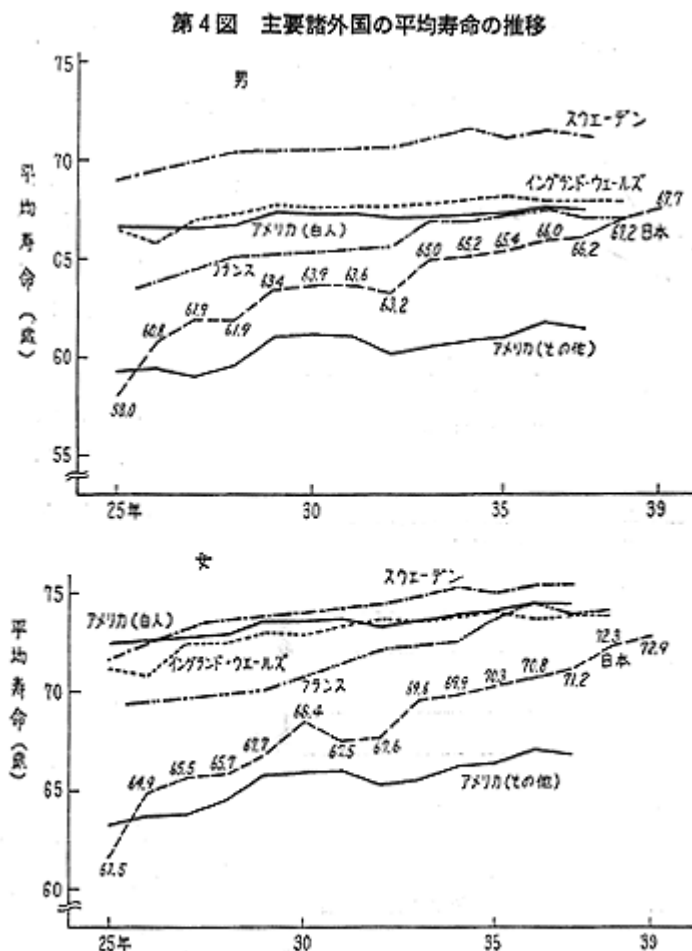 第4図 主要諸外国の平均寿命の推移
男
平均寿命(歳)
75
70
65
60
55
スウェーデン
イングランド・ウェールズ
アメリカ(白人)
フランス
日本
アメリカ(その他)
58.0
60.8
61.9
61.9
63.4
63.9
63.6
63.2
65.0
65.2
65.4
66.0
66.2
67.2
67.7
25年
30
35
39
女
平均寿命(歳)
75
70
65
60
スウェーデン
アメリカ(白人)
イングランド・ウェールズ
フランス
日本
アメリカ(その他)
64.9
65.5
65.7
67.7
68.4
67.5
67.6
69.6
69.9
70.3
70.8
71.2
72.3
72.9
25年
30
35
39